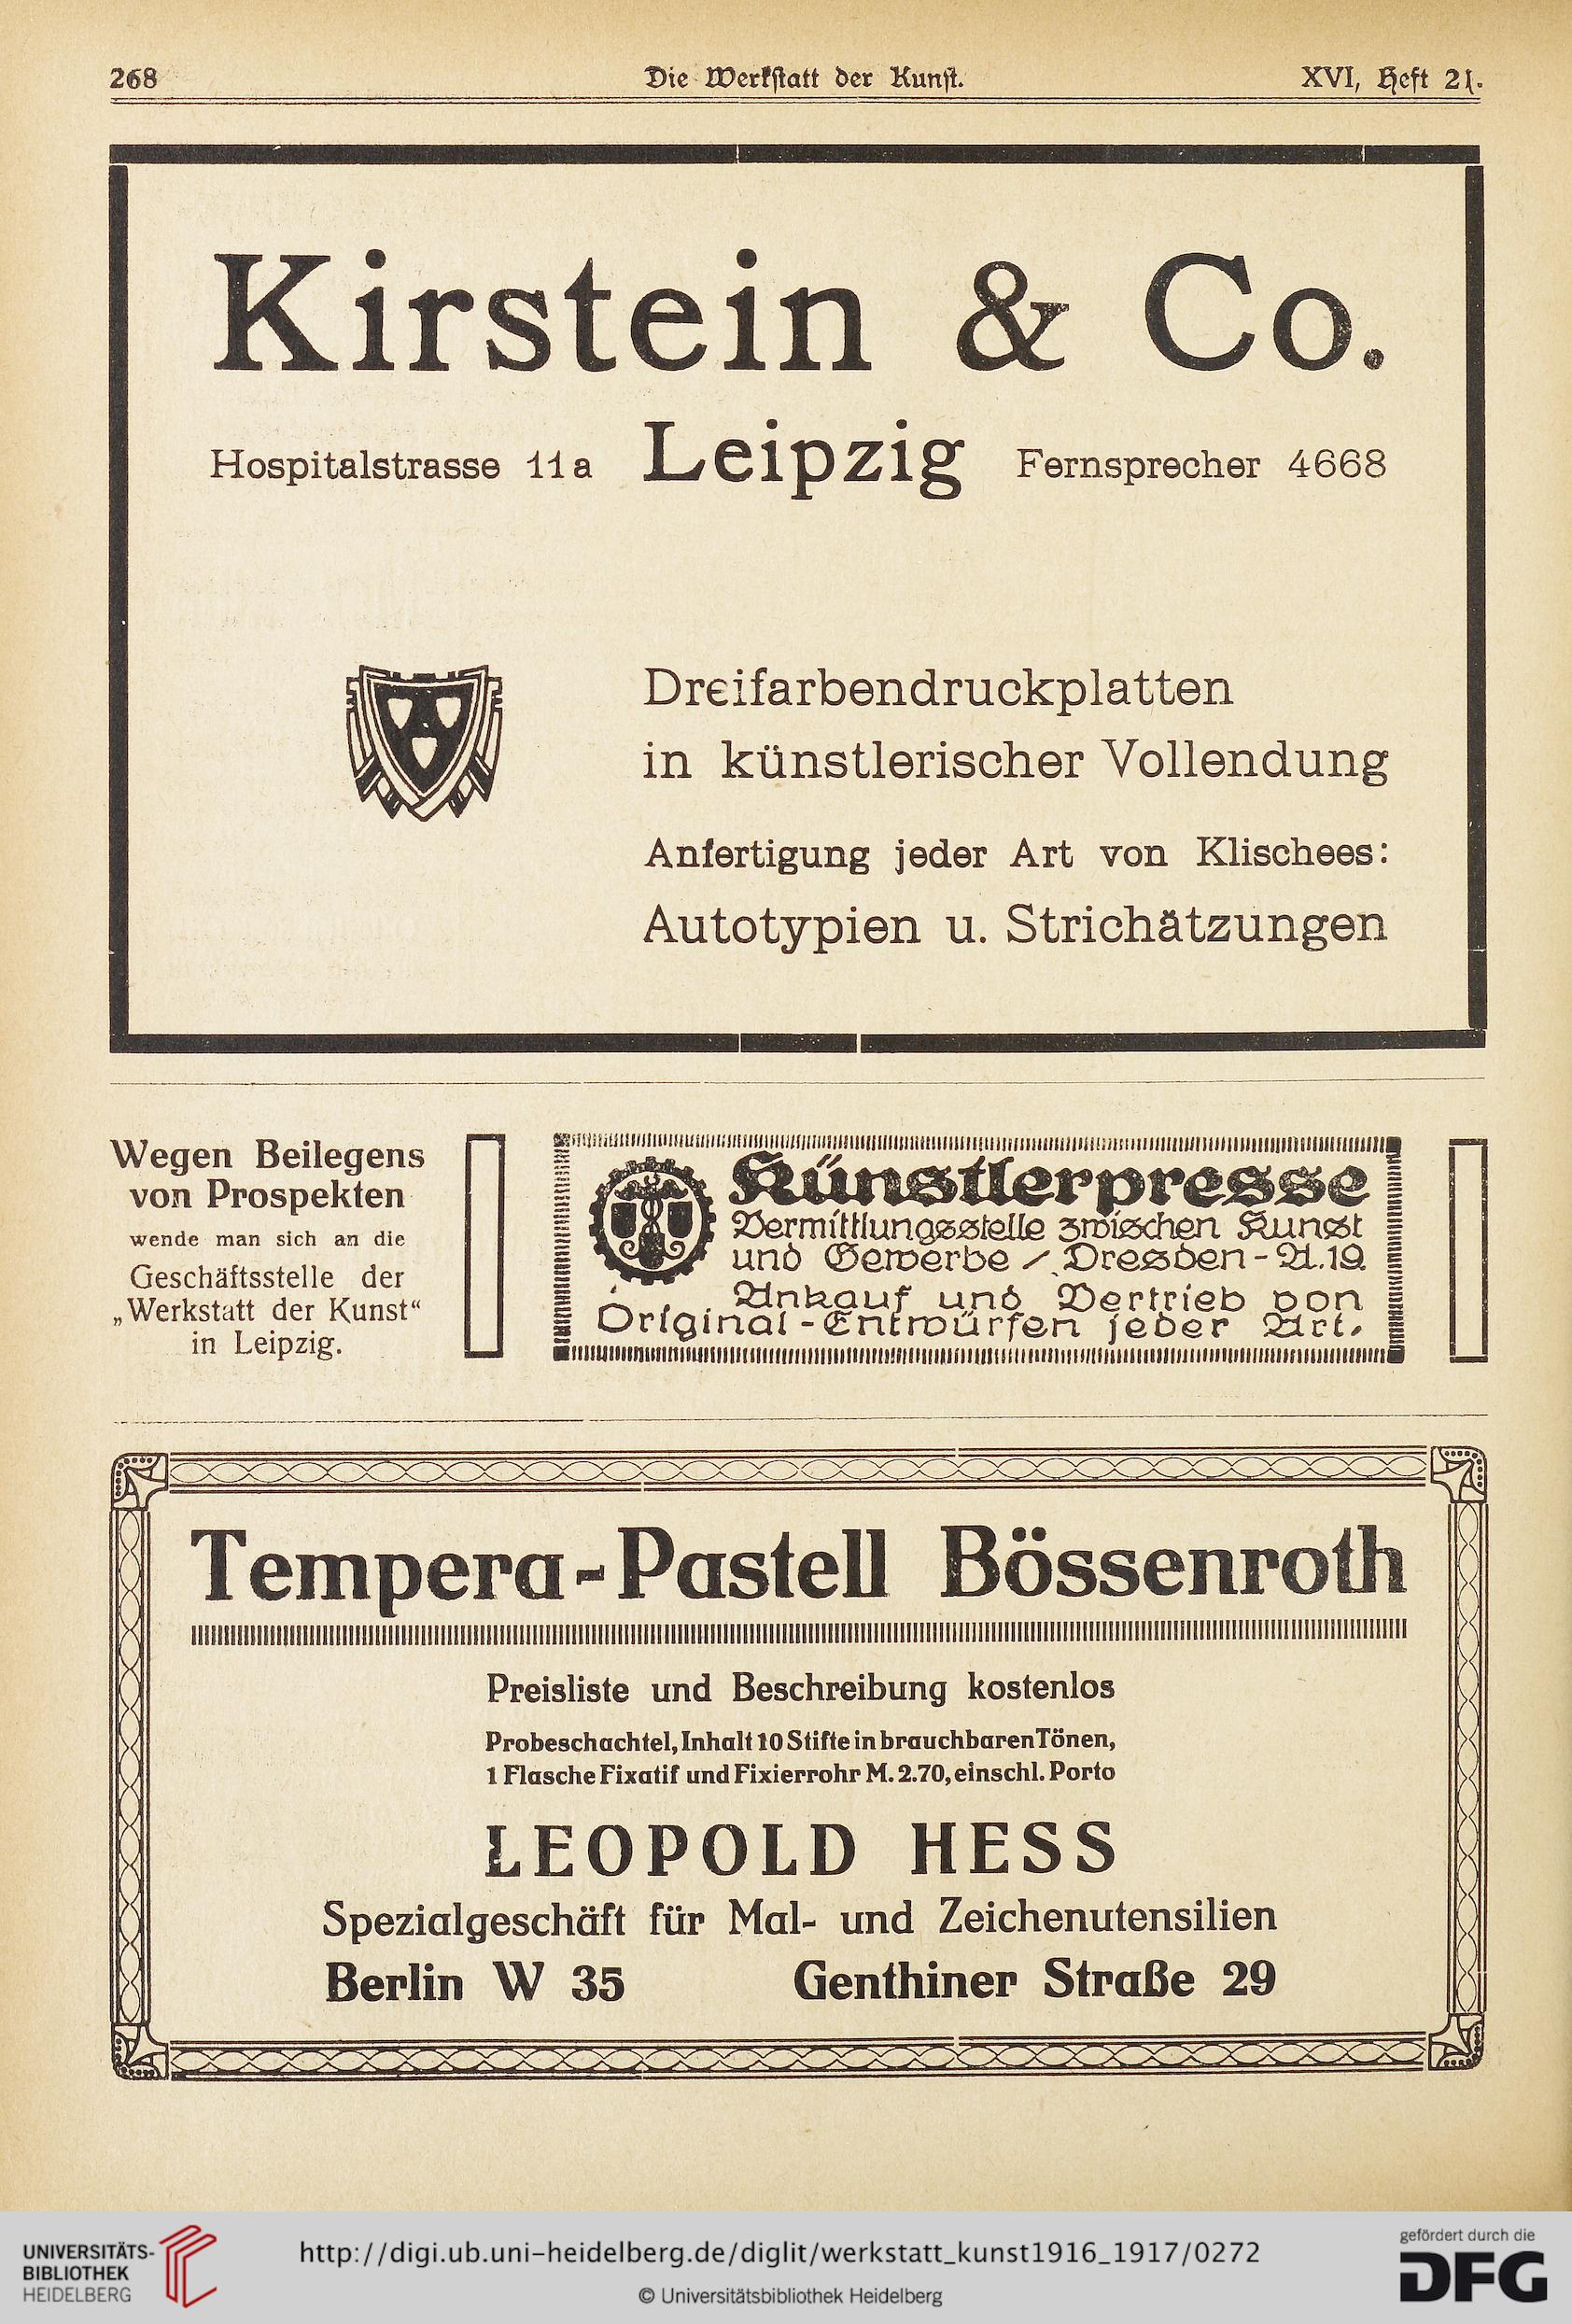 268 Die Werkstatt der Kunst. XVI, Heft 21.
Kirstein & Co.
Hospitalstrasse 11a Leipzig Fernsprecher 4668
Dreifarbendruckplatten
in künstlerischer Vollendung
Anfertigung jeder Art von Klischees:
Autotypien u. Strichätzungen
Wegen Beilegens
von Prospekten
wende man sich an die
Geschäftsstelle der
„Werkstatt der Kunst“
in Leipzig.
Künstlerpresse
Vermittlungsstelle zwischen Kunst
und Gewerbe / Dresden-A.19.
Ankauf und Vertrieb von
Original-Entwürfen jeder Art.
Tempera-Pastell Bössenroth
Preisliste und Beschreibung kostenlos
Probeschachtel, Inhalt 10 Stifte in brauchbaren Tönen,
1 Flasche Fixatif und Fixierrohr M. 2.70, einschl. Porto
LEOPOLD HESS
Spezialgeschäft für Mal- und Zeichenutensilien
Berlin W 35 Genthiner Straße 29
UNIVERSITÄTS-
BIBLIOTHEK
HEIDELBERG
http://digi.ub.uni-heidelberg.de/diglit/werkstatt_kunst1916_1917/0272
© Universitätsbibliothek Heidelberg
gefördert durch die
DFG